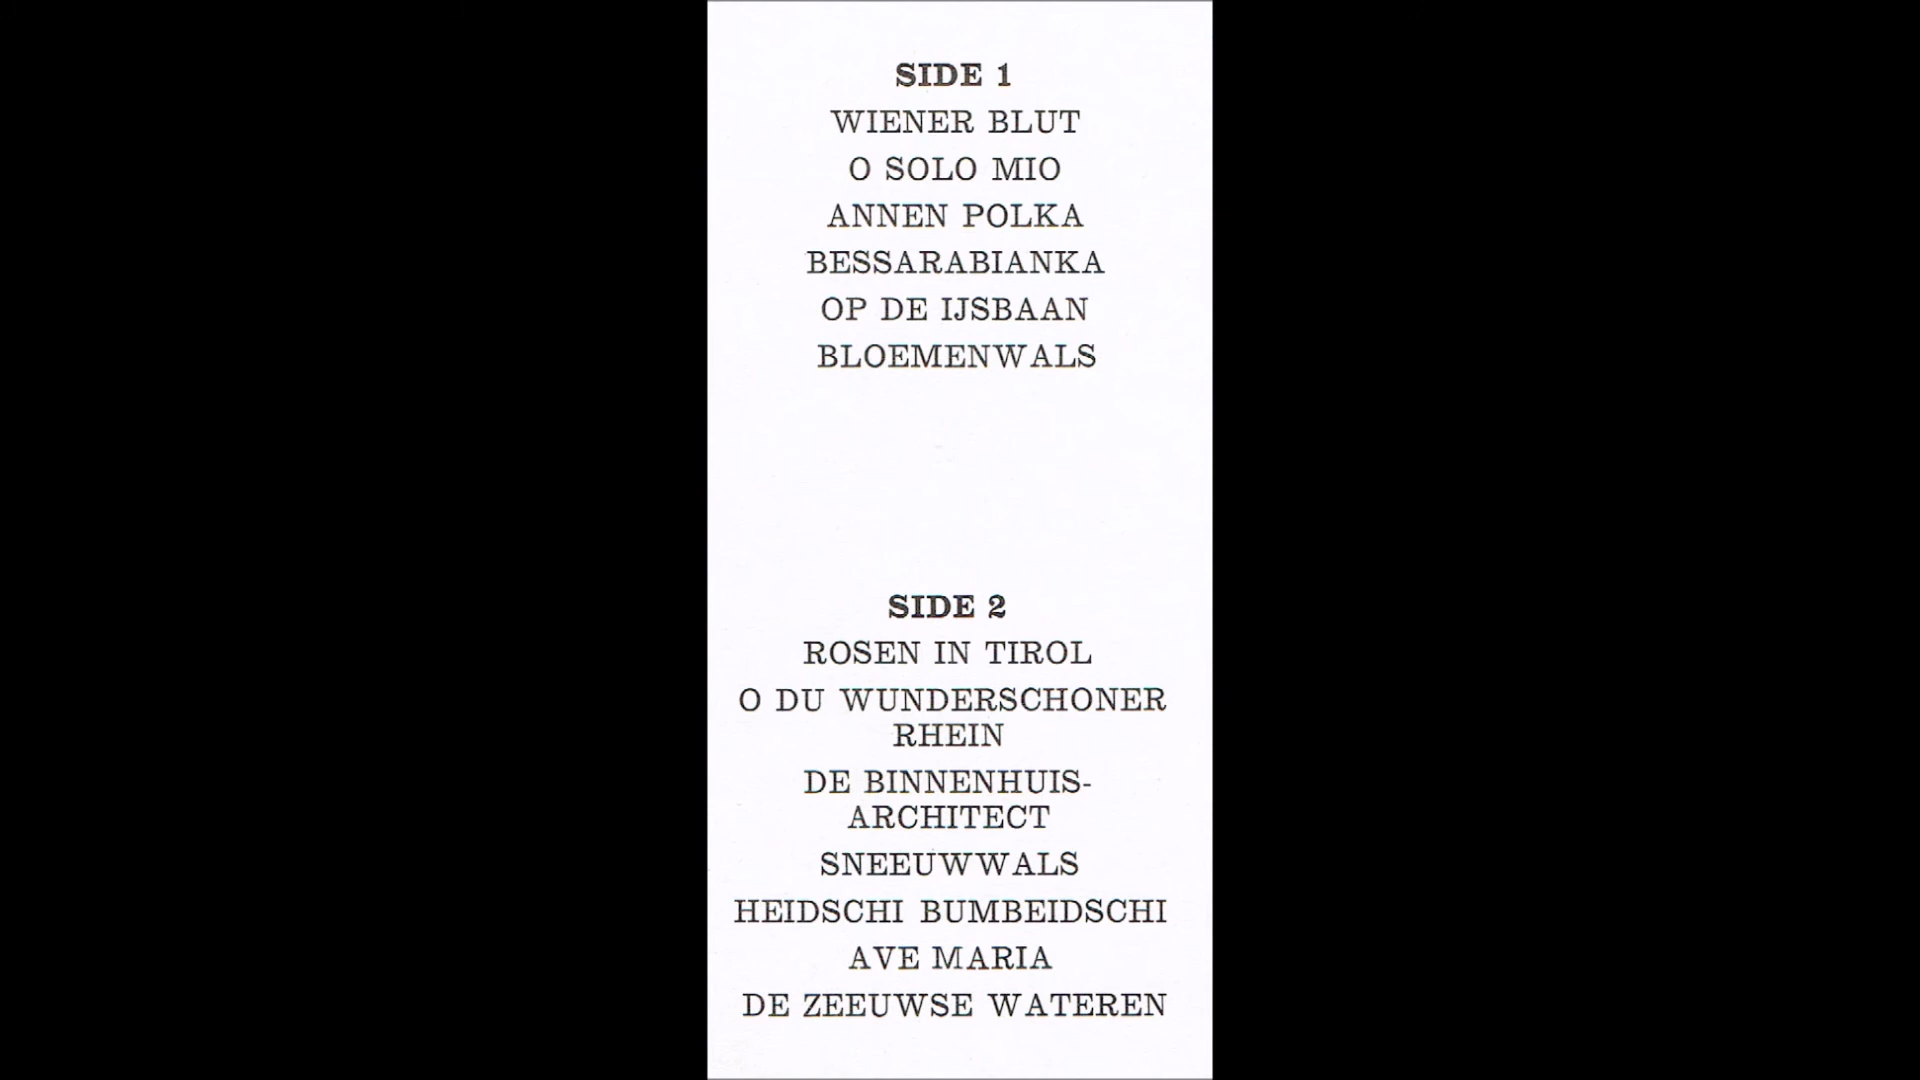 SIDE 1
WIENER BLUT
O SOLO MIO
ANNEN POLKA
BESSARABIANKA
OP DE IJSBAAN
BLOEMENWALS
SIDE 2
ROSEN IN TIROL
O DU WUNDERSCHONER
RHEIN
DE BINNENHUIS-
ARCHITECT
SNEEUWWALS
HEIDSCHI BUMBEIDSCHI
AVE MARIA
DE ZEEUWSE WATEREN